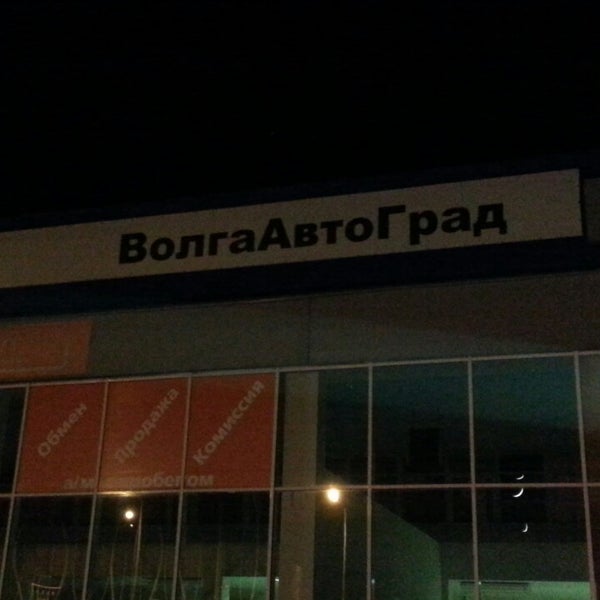 ВолгаАвтоГрад
Обмен
Продажа
Комиссия
а/м с пробегом